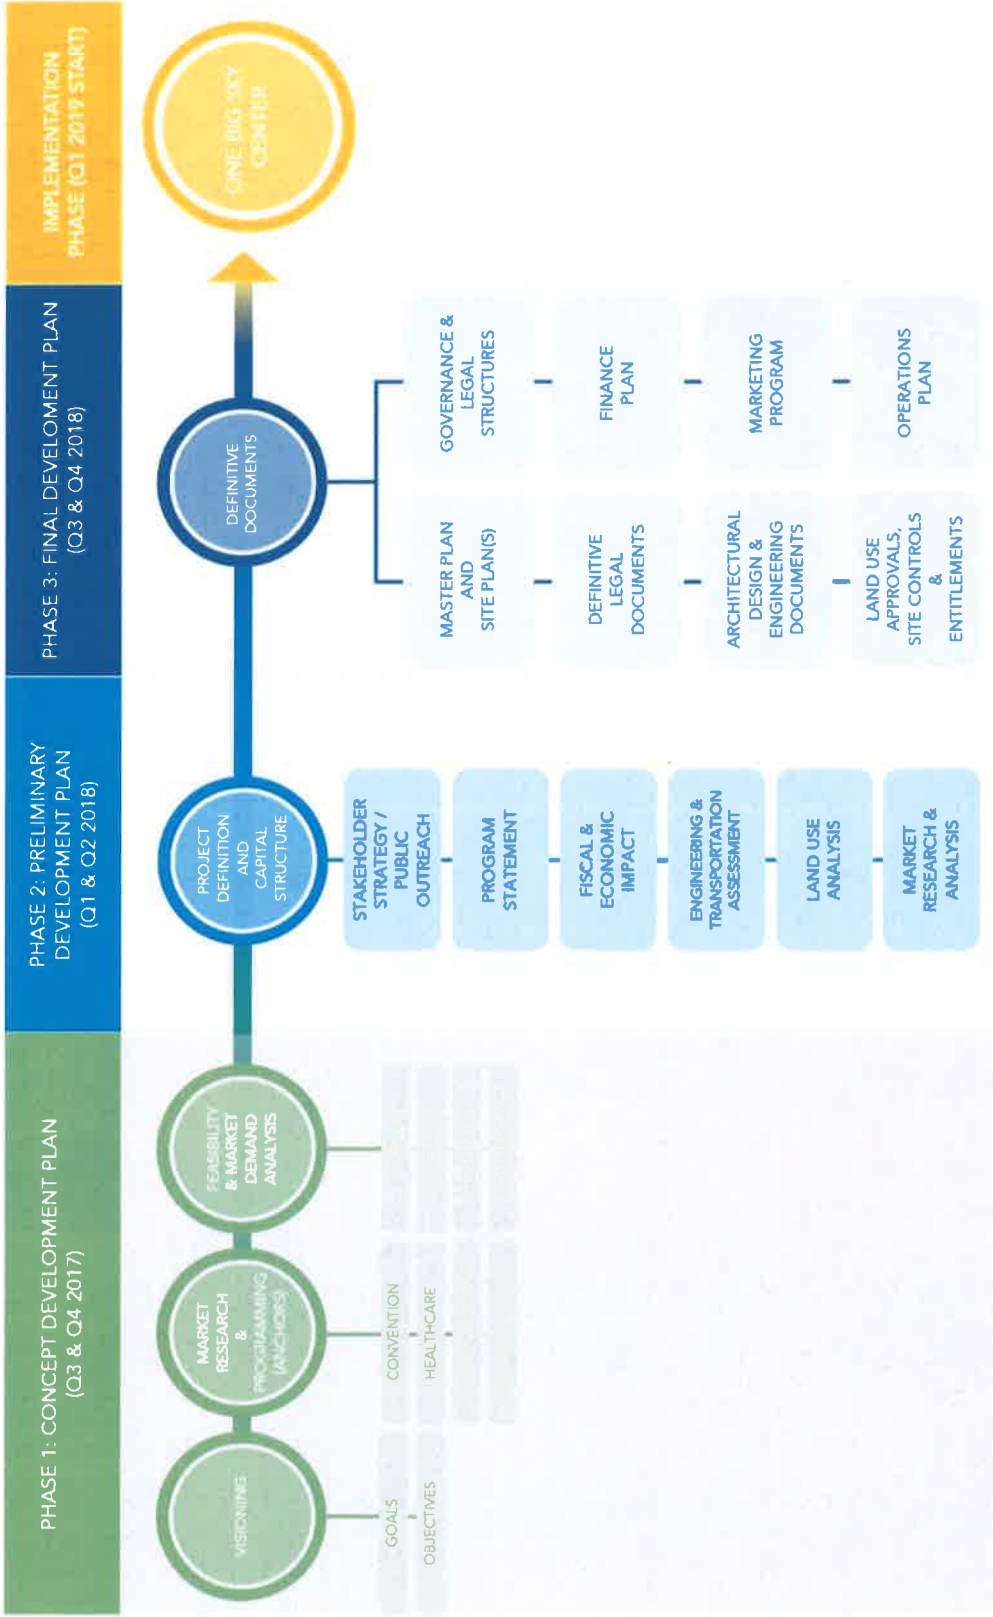 PHASE 1: CONCEPT DEVELOPMENT PLAN
(Q3 & Q4 2017)
PHASE 2: PRELIMINARY
DEVELOPMENT PLAN
(Q1 & Q2 2018)
PHASE 3: FINAL DEVELOMENT PLAN
(Q3 & Q4 2018)
IMPLEMENTATION
PHASE (Q1 2019 START)
VISIONING
GOALS
OBJECTIVES
MARKET
RESEARCH
&
PROGRAMMING
(ANCHORS)
CONVENTION
HEALTHCARE
FEASIBILITY
& MARKET
DEMAND
ANALYSIS
PROJECT
DEFINITION
AND
CAPITAL
STRUCTURE
STAKEHOLDER
STRATEGY /
PUBLIC
OUTREACH
PROGRAM
STATEMENT
FISCAL &
ECONOMIC
IMPACT
ENGINEERING &
TRANSPORTATION
ASSESSMENT
LAND USE
ANALYSIS
MARKET
RESEARCH &
ANALYSIS
DEFINITIVE
DOCUMENTS
MASTER PLAN
AND
SITE PLAN(S)
DEFINITIVE
LEGAL
DOCUMENTS
ARCHITECTURAL
DESIGN &
ENGINEERING
DOCUMENTS
LAND USE
APPROVALS,
SITE CONTROLS
&
ENTITLEMENTS
GOVERNANCE &
LEGAL
STRUCTURES
FINANCE
PLAN
MARKETING
PROGRAM
OPERATIONS
PLAN
ONE BIG SKY
CENTER